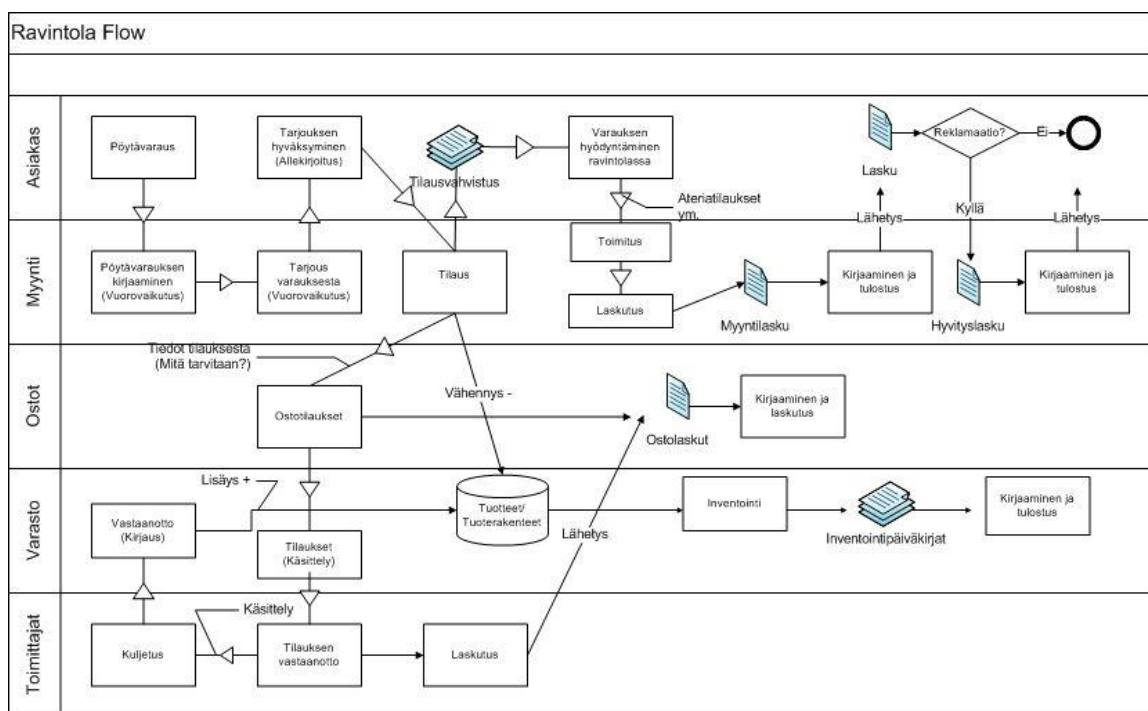 Ravintola Flow
Asiakas
Pöytävaraus
Tarjouksen
hyväksyminen
(Allekirjoitus)
Tilausvahvistus
Varauksen
hyödyntäminen
ravintolassa
Ateriatilaukset
ym.
Lasku
Reklamaatio?
Ei
Lähetys
Kyllä
Lähetys
Myynti
Pöytävarauksen
kirjaaminen
(Vuorovaikutus)
Tarjous
varauksesta
(Vuorovaikutus)
Tilaus
Toimitus
Laskutus
Myyntilasku
Kirjaaminen ja
tulostus
Hyvityslasku
Kirjaaminen ja
tulostus
Ostot
Tiedot tilauksesta
(Mitä tarvitaan?)
Ostotilaukset
Vähennys -
Ostolaskut
Kirjaaminen ja
laskutus
Varasto
Lisäys +
Vastaanotto
(Kirjaus)
Tilaukset
(Käsittely)
Tuotteet/
Tuoterakenteet
Lähetys
Inventointi
Inventointipäiväkirjat
Kirjaaminen ja
tulostus
Toimittajat
Käsittely
Kuljetus
Tilauksen
vastaanotto
Laskutus